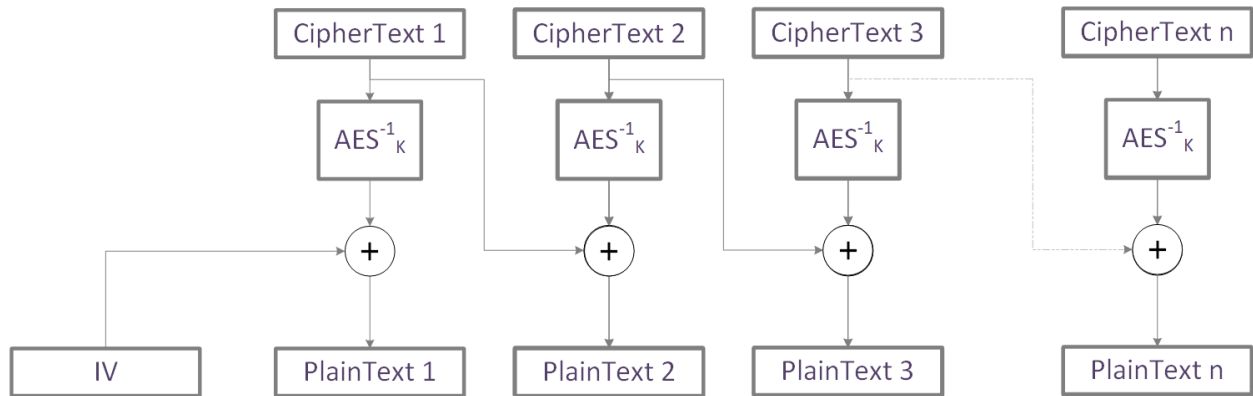 CipherText 1 CipherText 2 CipherText 3 CipherText n
AES⁻¹K AES⁻¹K AES⁻¹K AES⁻¹K
+ + + +
IV PlainText 1 PlainText 2 PlainText 3 PlainText n